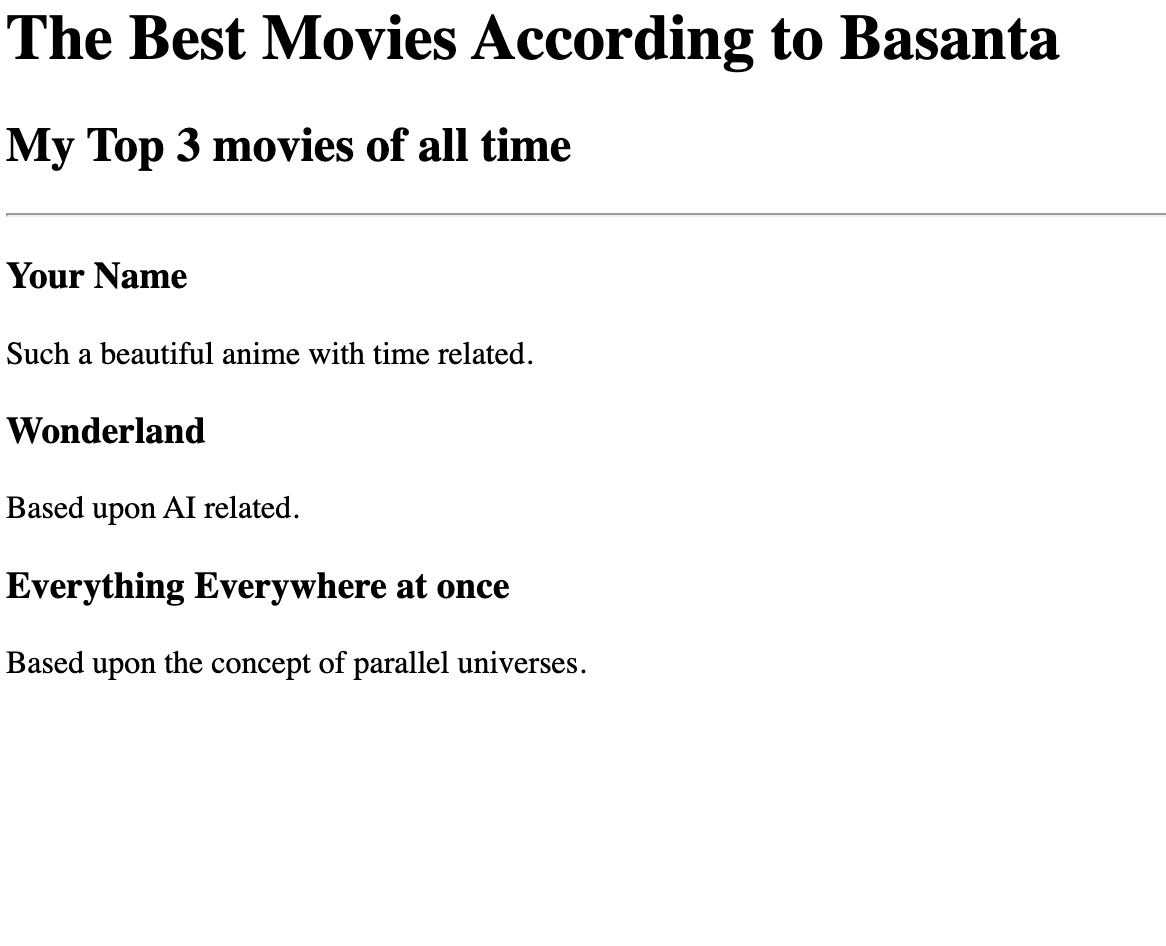 The Best Movies According to Basanta
My Top 3 movies of all time
Your Name
Such a beautiful anime with time related.
Wonderland
Based upon AI related.
Everything Everywhere at once
Based upon the concept of parallel universes.